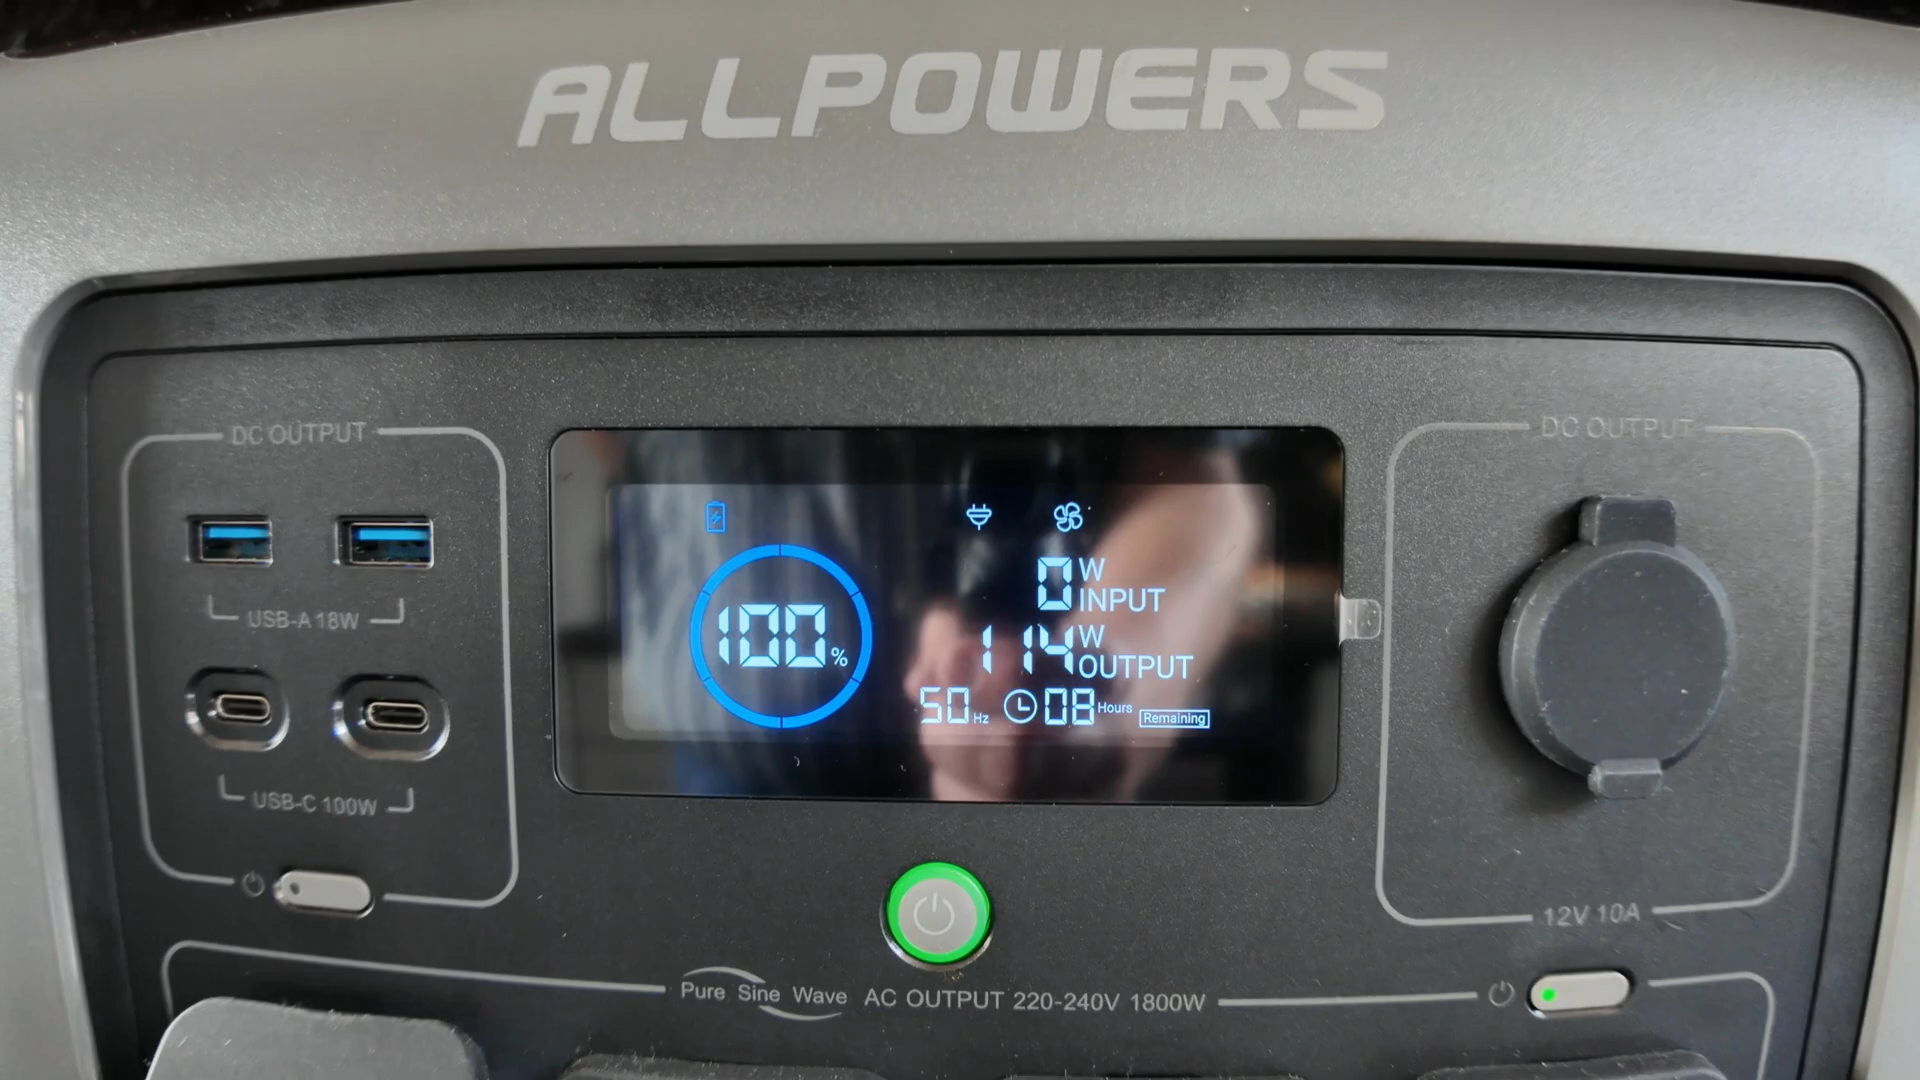 ALLPOWERS
DC OUTPUT
USB-A 18W
USB-C 100W
100%
0 W
INPUT
114 W
OUTPUT
50 Hz 08 Hours Remaining
DC OUTPUT
12V 10A
Pure Sine Wave AC OUTPUT 220-240V 1800W